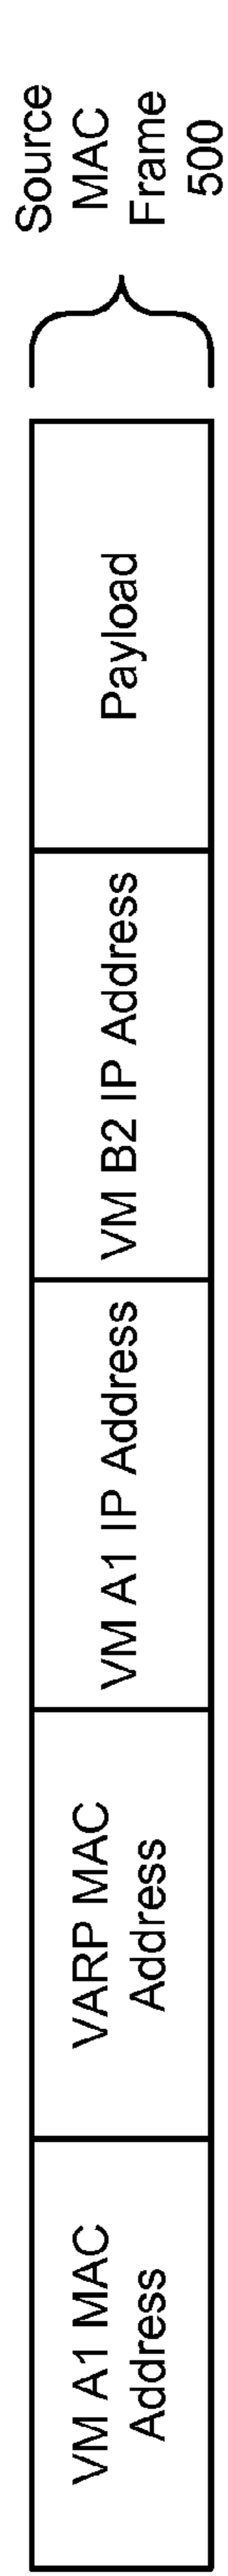 VM A1 MAC
Address
VARP MAC
Address
VM A1 IP Address
VM B2 IP Address
Payload
Source
MAC
Frame
500